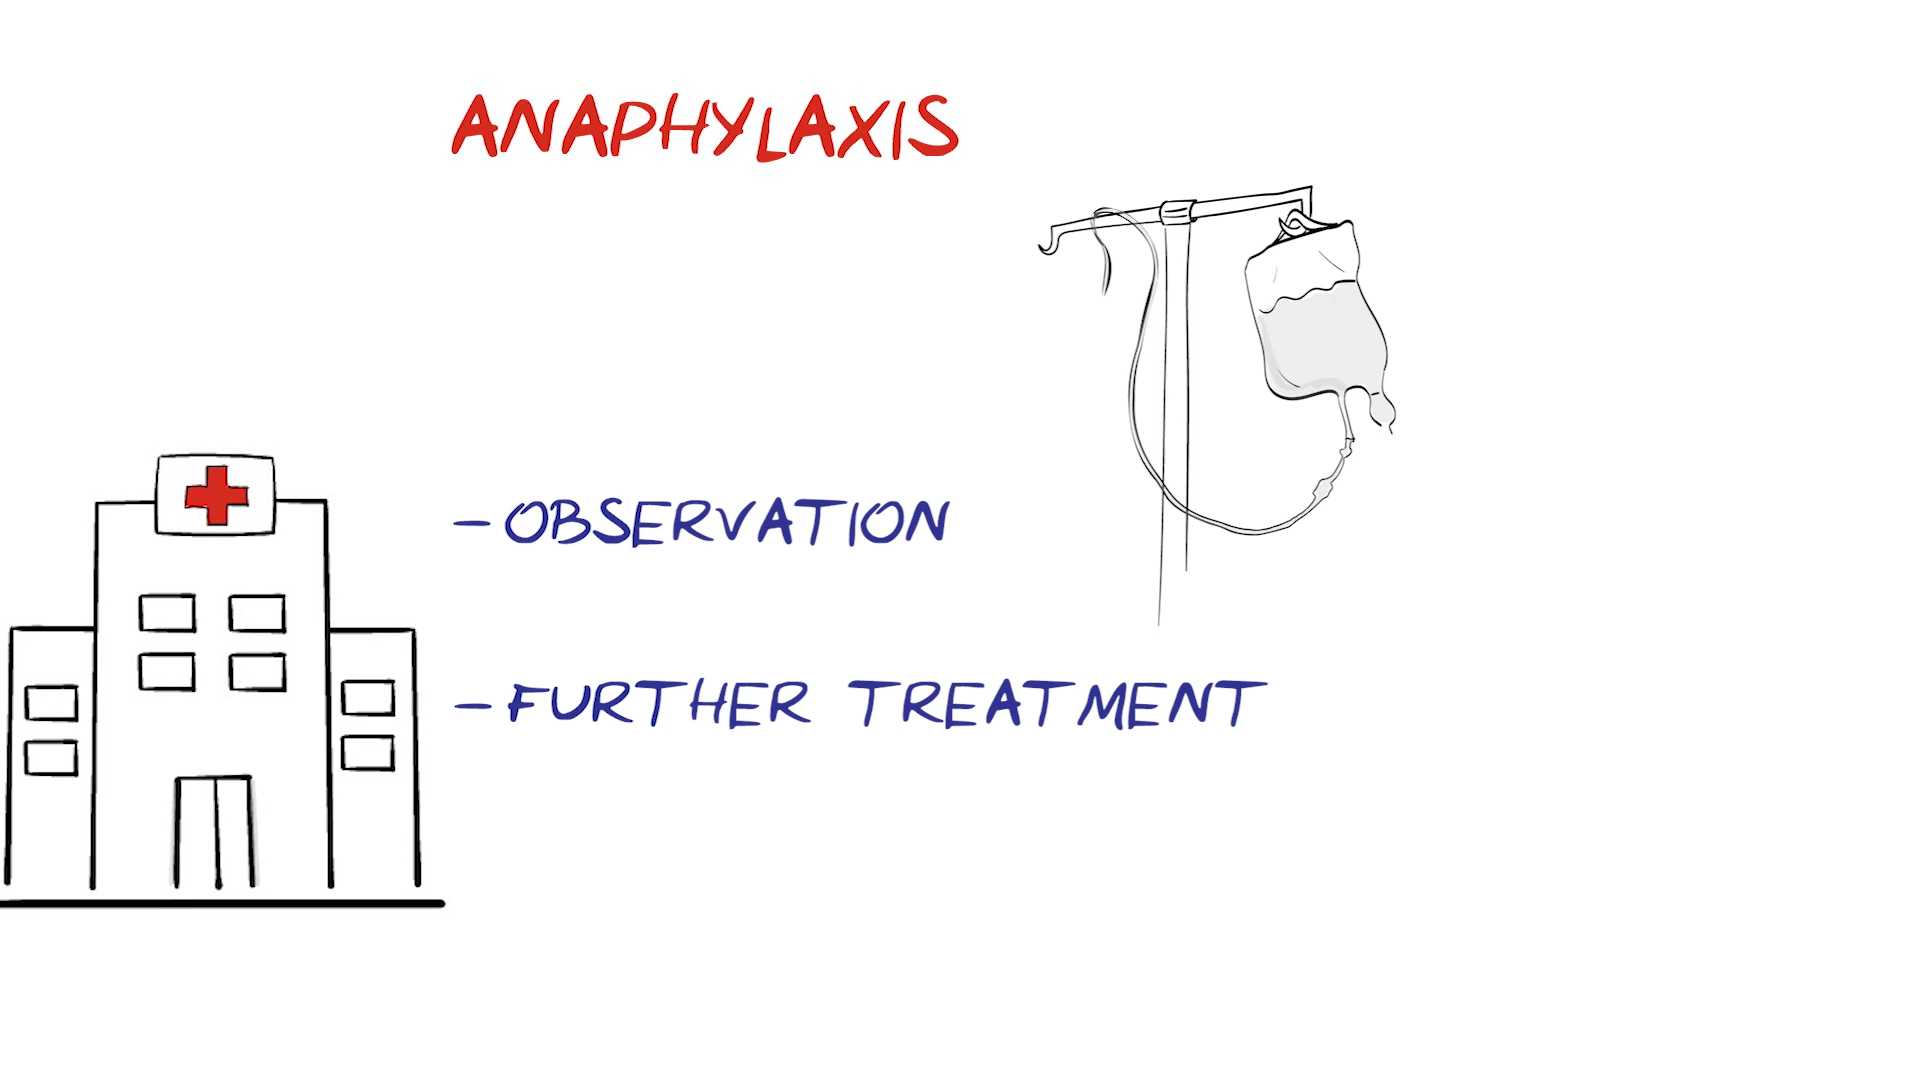 ANAPHYLAXIS
- OBSERVATION
- FURTHER TREATMENT